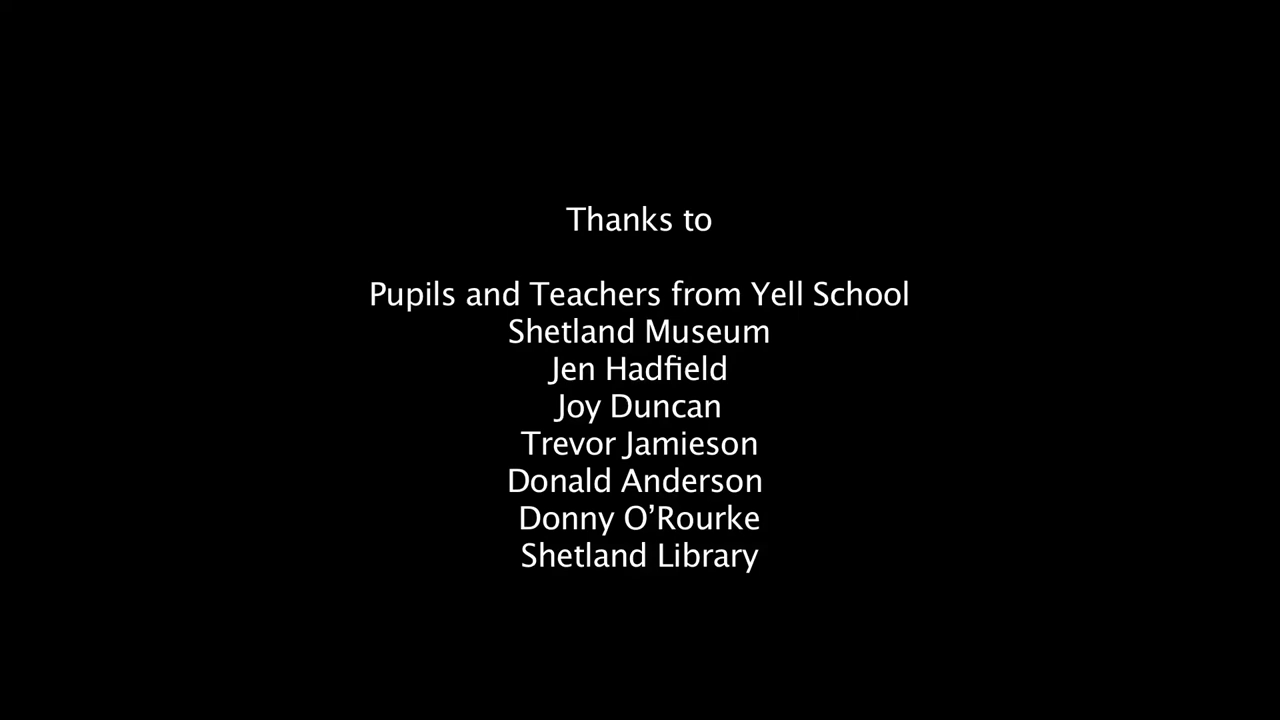 Thanks to
Pupils and Teachers from Yell School
Shetland Museum
Jen Hadfield
Joy Duncan
Trevor Jamieson
Donald Anderson
Donny O’Rourke
Shetland Library